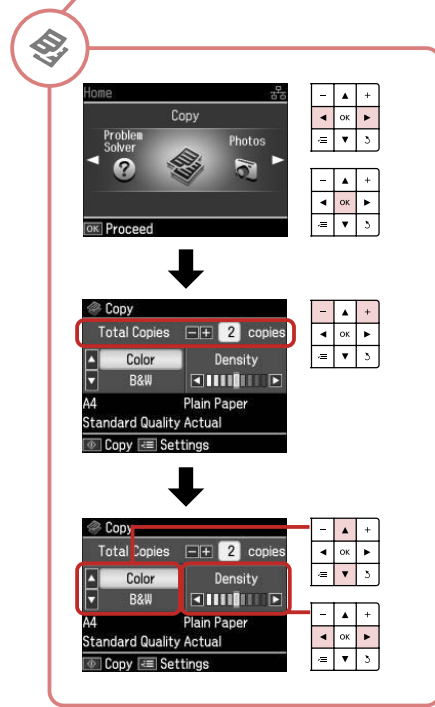 Home
Copy
Problem
Solver
Photos
OK Proceed
- +
OK
- +
OK
Copy
Total Copies - + 2 copies
Color Density
B&W
A4 Plain Paper
Standard Quality Actual
Copy Settings
- +
OK
Copy
Total Copies - + 2 copies
Color Density
B&W
A4 Plain Paper
Standard Quality Actual
Copy Settings
- +
OK
- +
OK